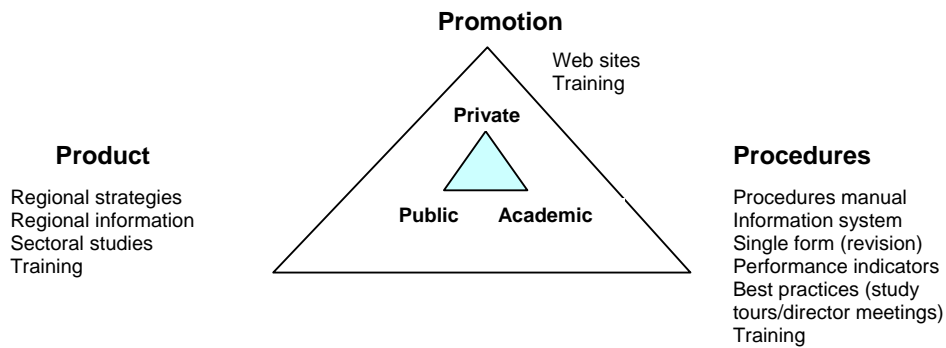 Promotion
Web sites
Training
Private
Product
Procedures
Regional strategies
Regional information
Sectoral studies
Training
Public Academic
Procedures manual
Information system
Single form (revision)
Performance indicators
Best practices (study
tours/director meetings)
Training